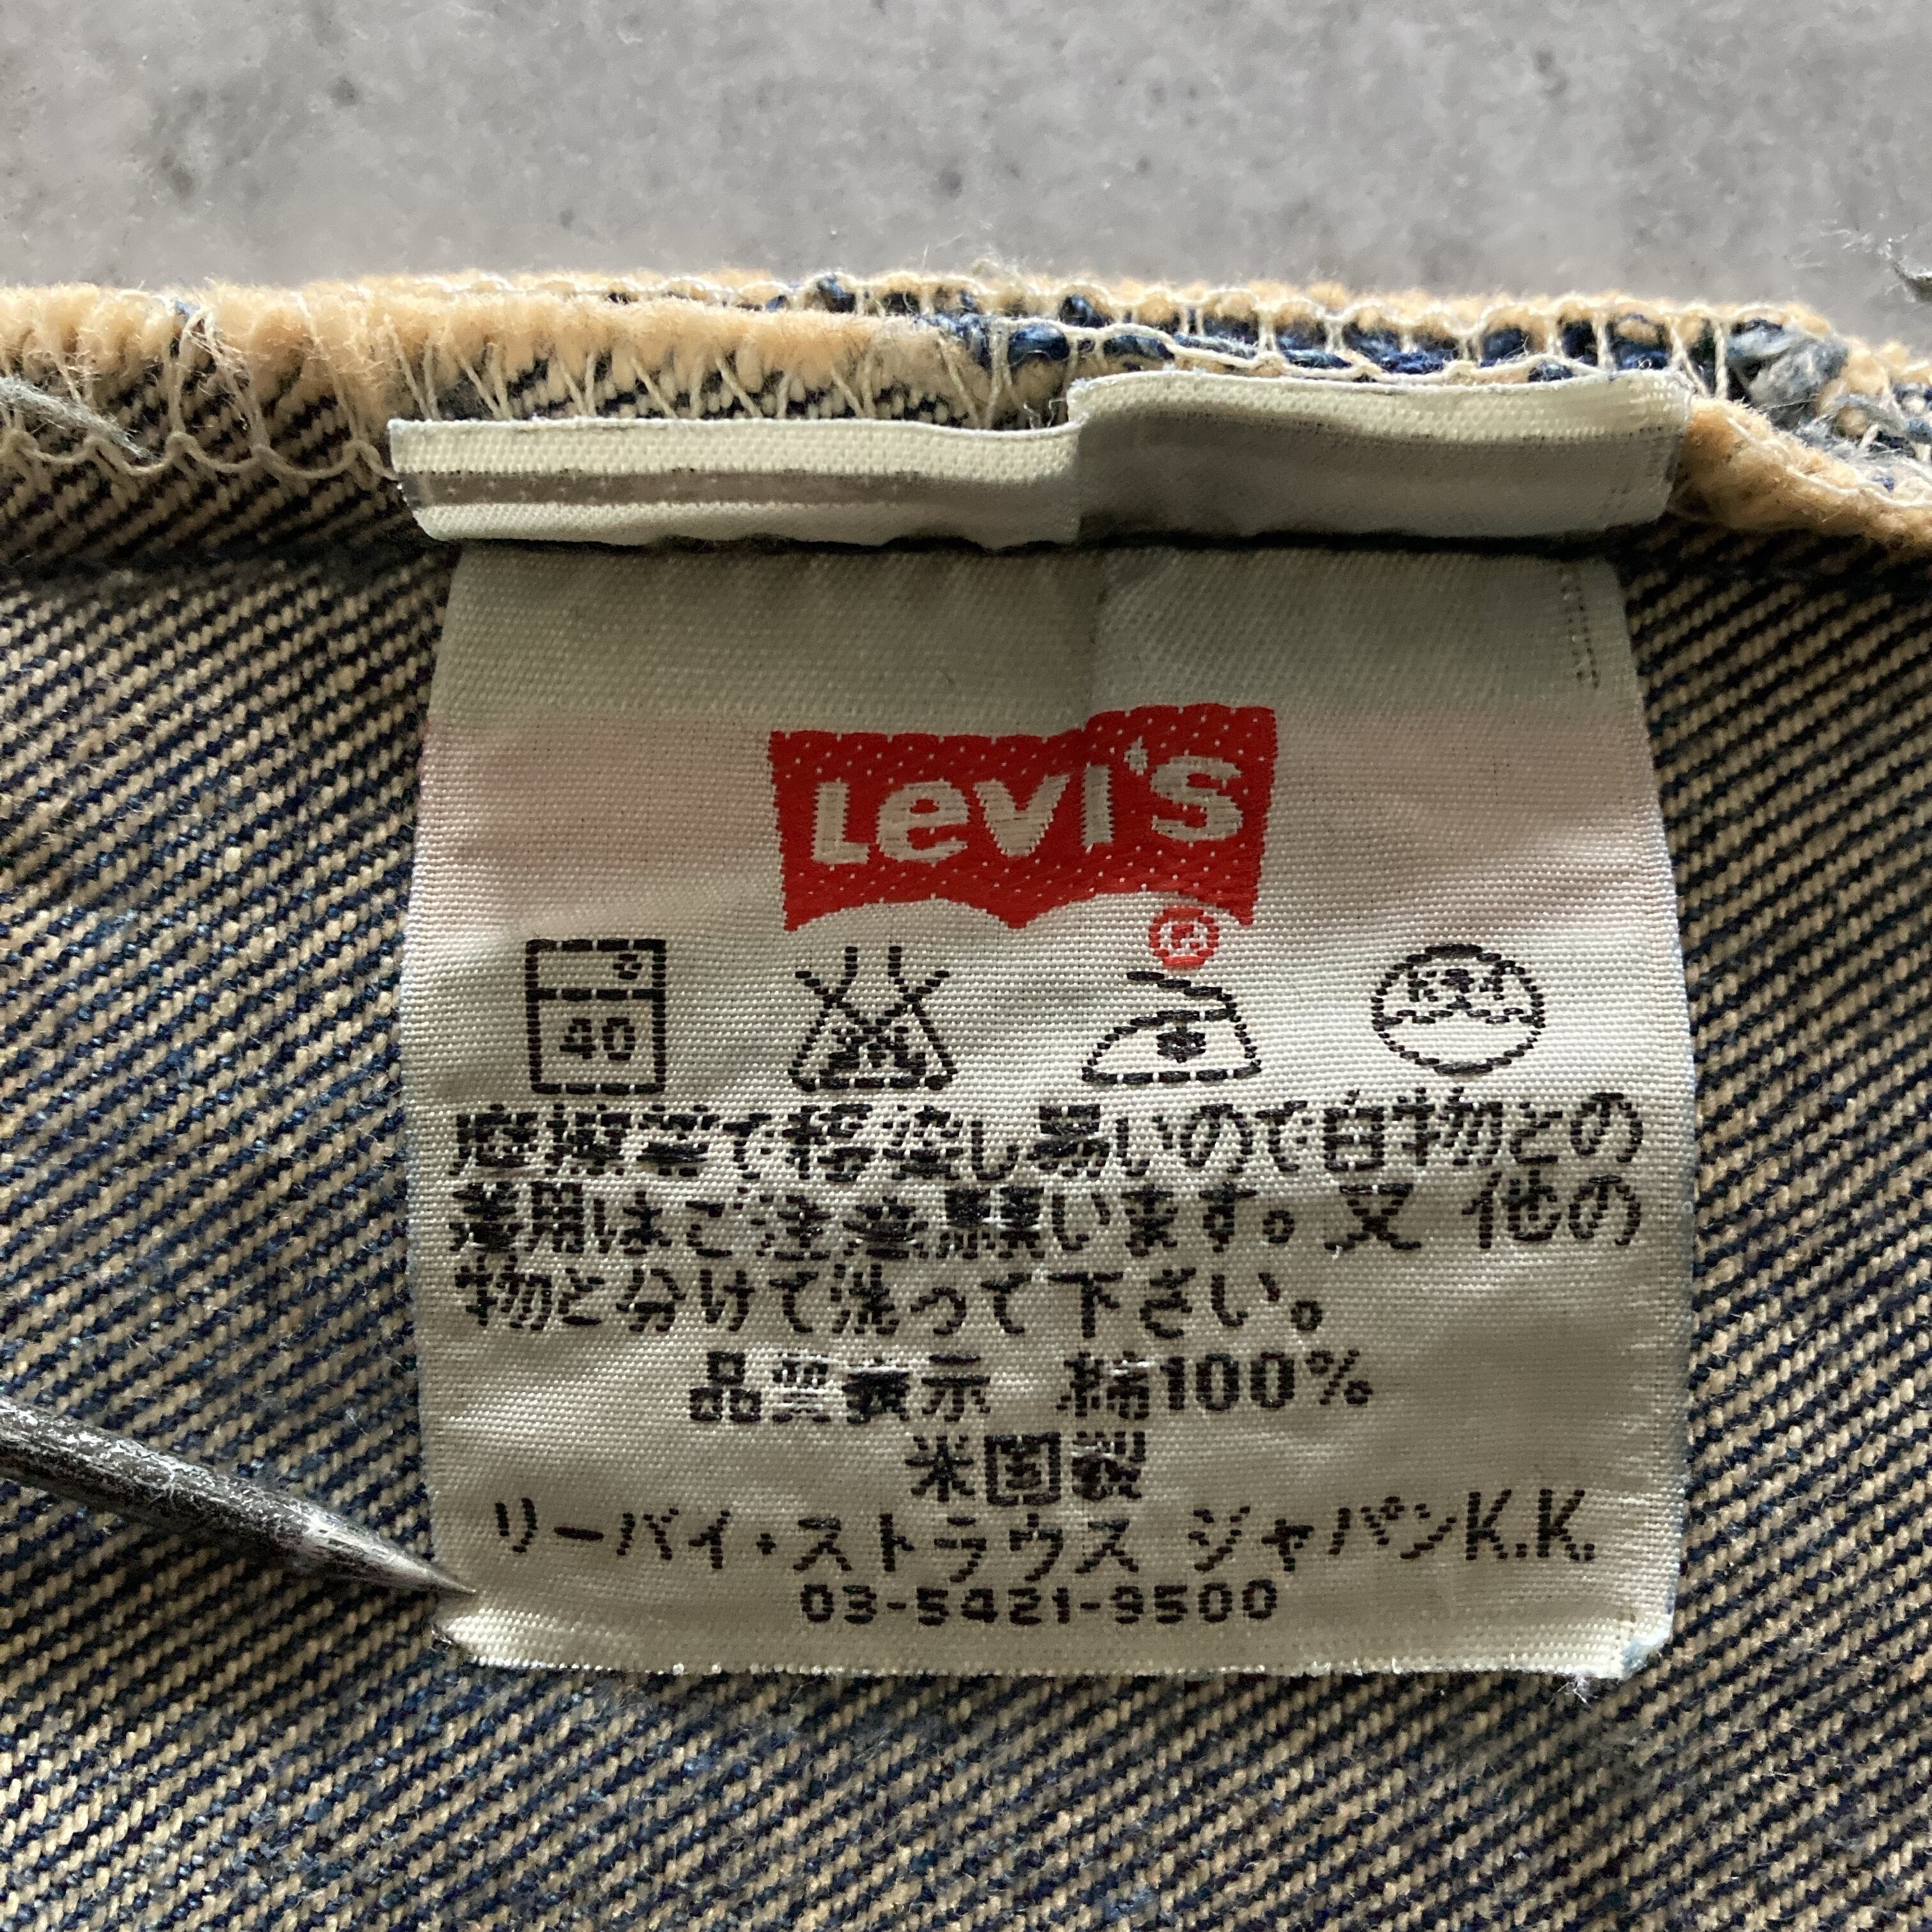 Levi's
®
40
ドライ
摩擦等で移染し易いので白物との
着用はご注意願います。又 他の
物と分けて洗って下さい。
品質表示 綿100%
米国製
リーバイ・ストラウス ジャパンK.K.
03-5421-9500